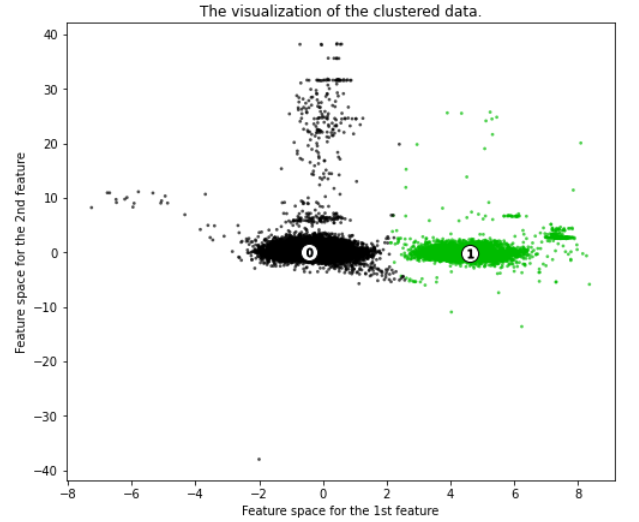 The visualization of the clustered data.
40
30
20
10
0
−10
−20
−30
−40
0
1
−8 −6 −4 −2 0 2 4 6 8
Feature space for the 1st feature
Feature space for the 2nd feature